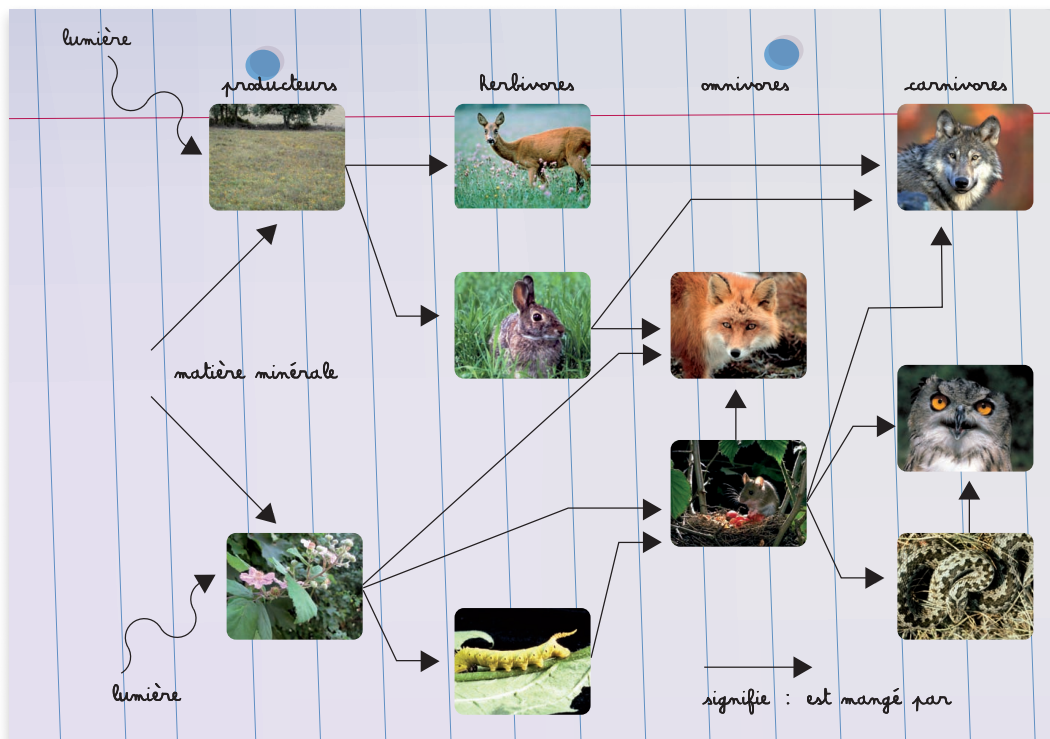 lumière
producteurs
herbivores
omnivores
carnivores
matière minérale
lumière
signifie : est mangé par